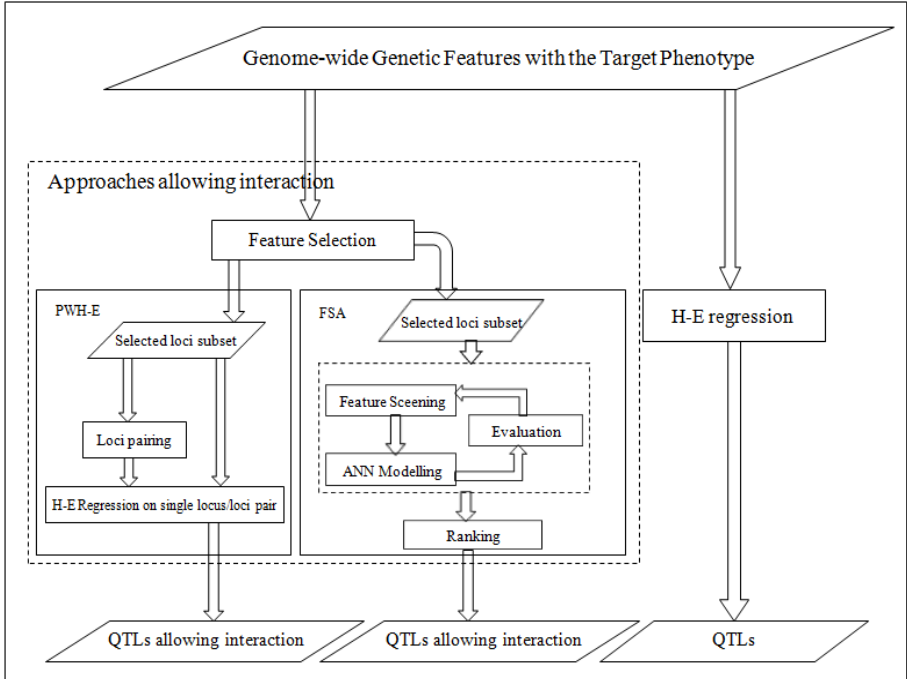 Genome-wide Genetic Features with the Target Phenotype
Approaches allowing interaction
Feature Selection
PWH-E
Selected loci subset
Loci pairing
H-E Regression on single locus/loci pair
FSA
Selected loci subset
Feature Sceening
Evaluation
ANN Modelling
Ranking
H-E regression
QTLs allowing interaction
QTLs allowing interaction
QTLs